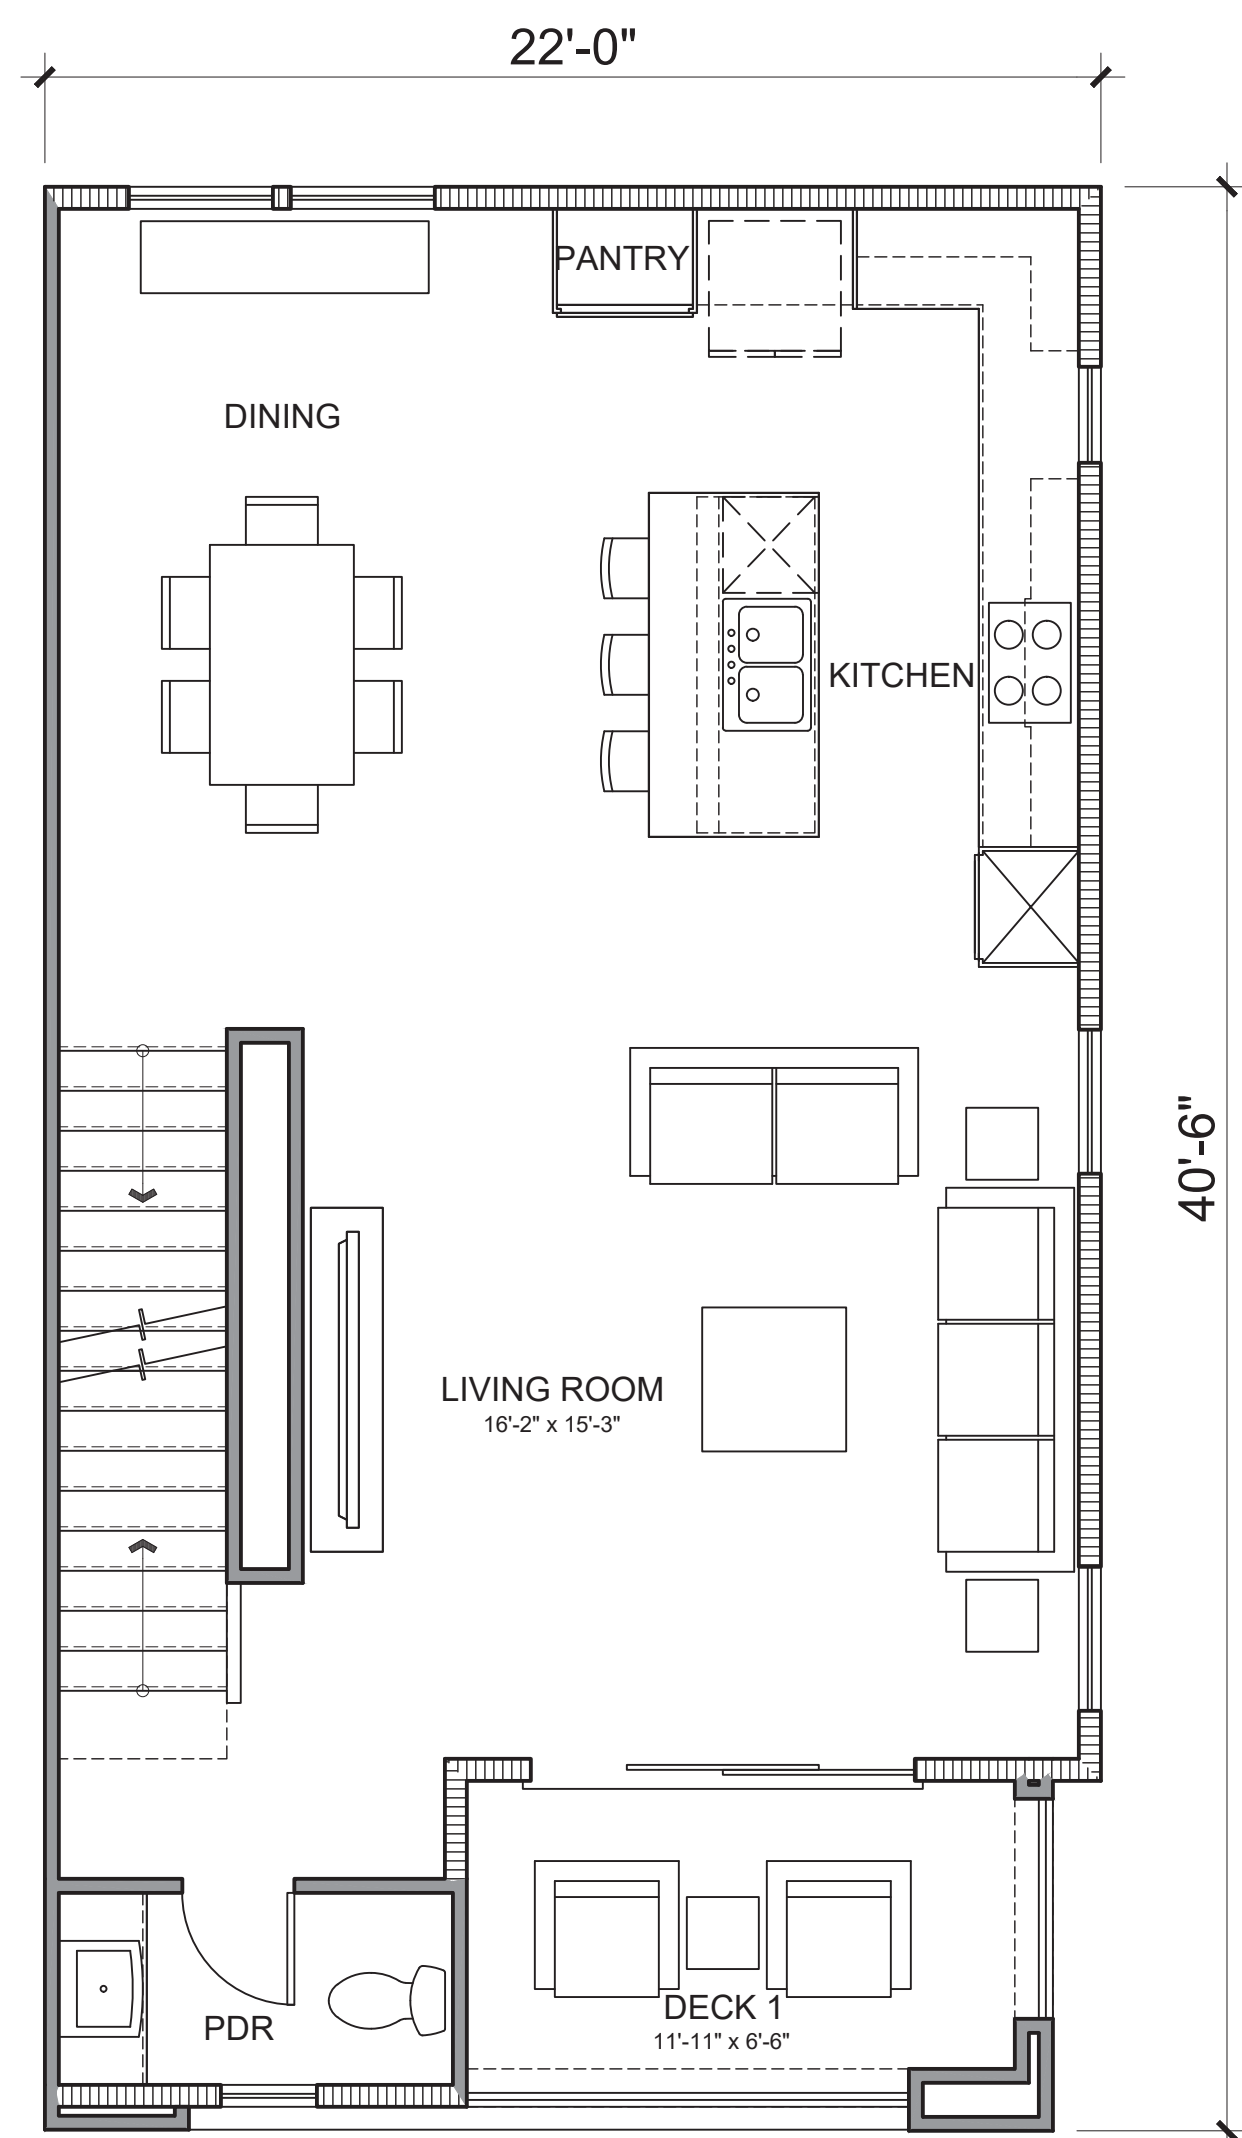 22'-0"
PANTRY
DINING
KITCHEN
40'-6"
LIVING ROOM
16'-2" x 15'-3"
DECK 1
11'-11" x 6'-6"
PDR